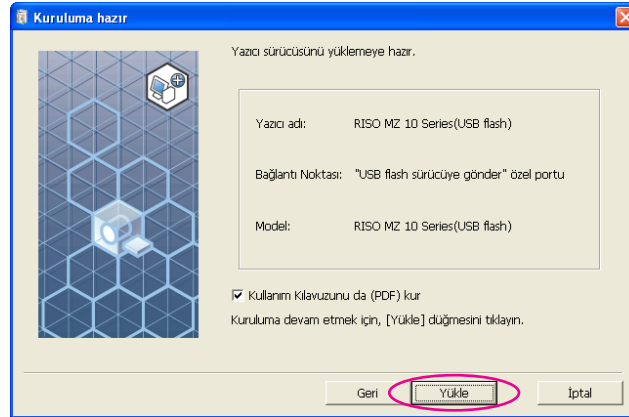 Kuruluma hazır
Yazıcı sürücüsünü yüklemeye hazır.
Yazıcı adı: RISO MZ 10 Series(USB flash)
Bağlantı Noktası: "USB flash sürücüye gönder" özel portu
Model: RISO MZ 10 Series(USB flash)
Kullanım Kılavuzunu da (PDF) kur
Kuruluma devam etmek için, [Yükle] düğmesini tıklayın.
Geri Yükle İptal